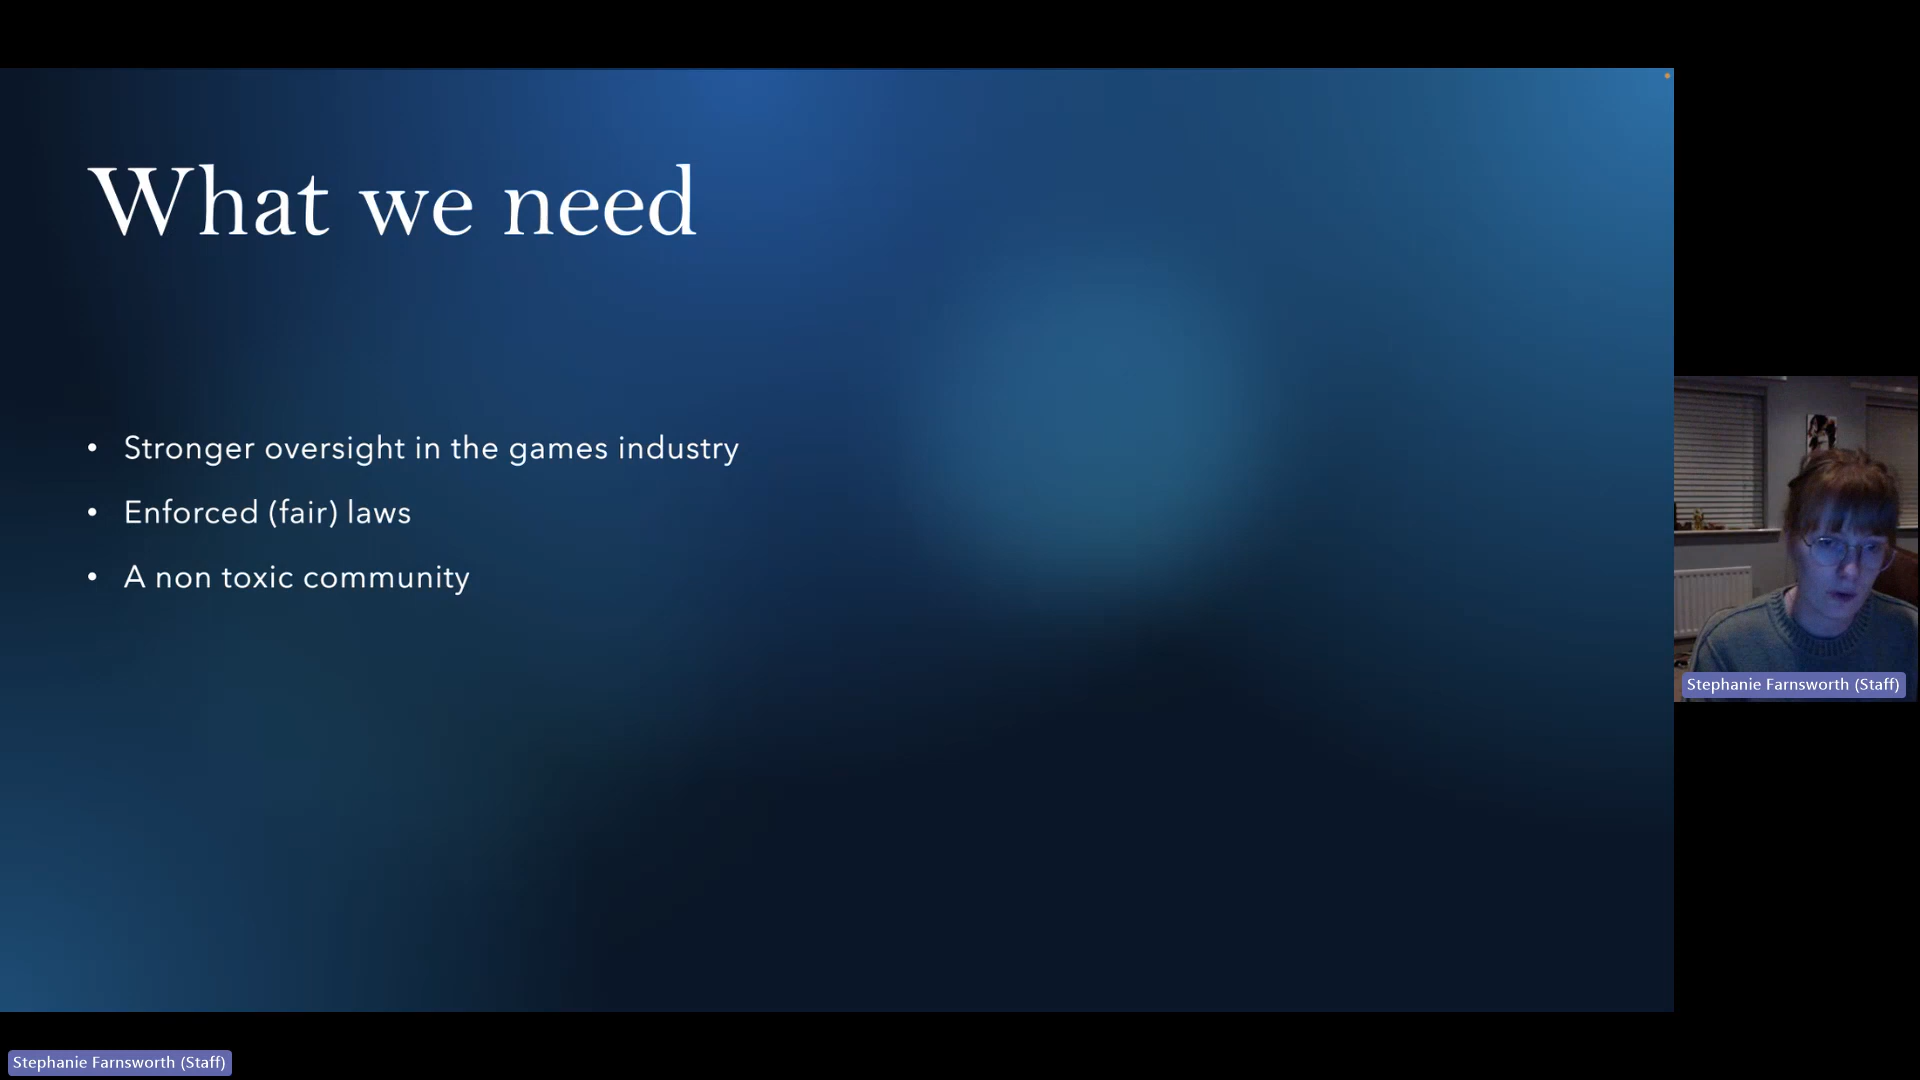 What we need
• Stronger oversight in the games industry
• Enforced (fair) laws
• A non toxic community
Stephanie Farnsworth (Staff)
Stephanie Farnsworth (Staff)